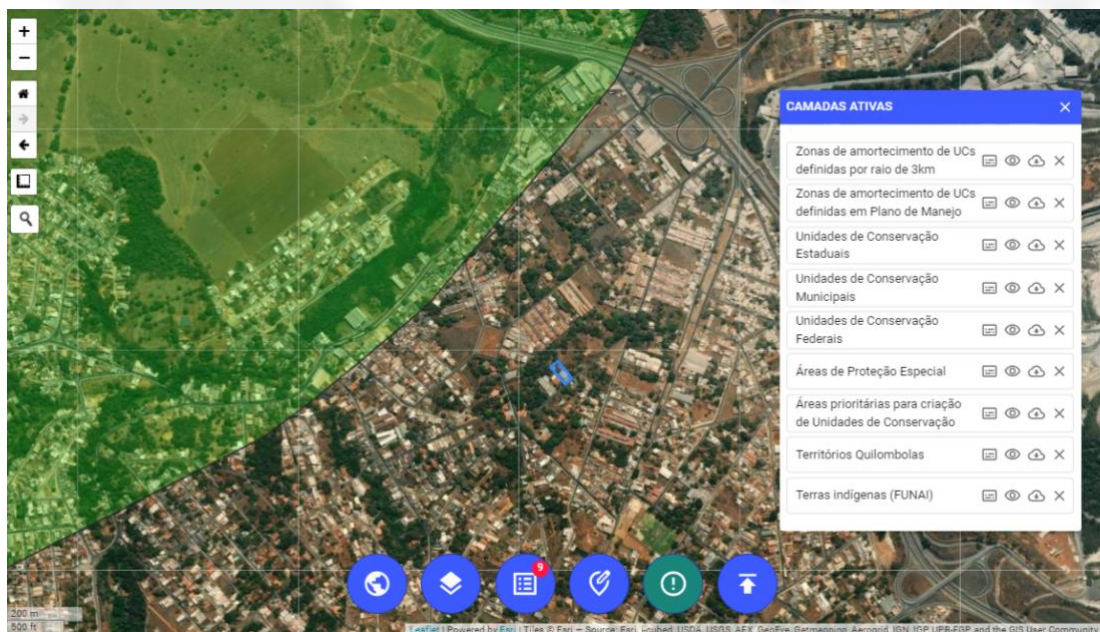 +
−
CAMADAS ATIVAS
Zonas de amortecimento de UCs
definidas por raio de 3km
Zonas de amortecimento de UCs
definidas em Plano de Manejo
Unidades de Conservação
Estaduais
Unidades de Conservação
Municipais
Unidades de Conservação
Federais
Áreas de Proteção Especial
Áreas prioritárias para criação
de Unidades de Conservação
Territórios Quilombolas
Terras indígenas (FUNAI)
9
200 m
500 ft
Leaflet | Powered by Esri | Tiles © Esri — Source: Esri, i-cubed, USDA, USGS, AEX, GeoEye, Getmapping, Aerogrid, IGN, IGP, UPR-EGP, and the GIS User Community